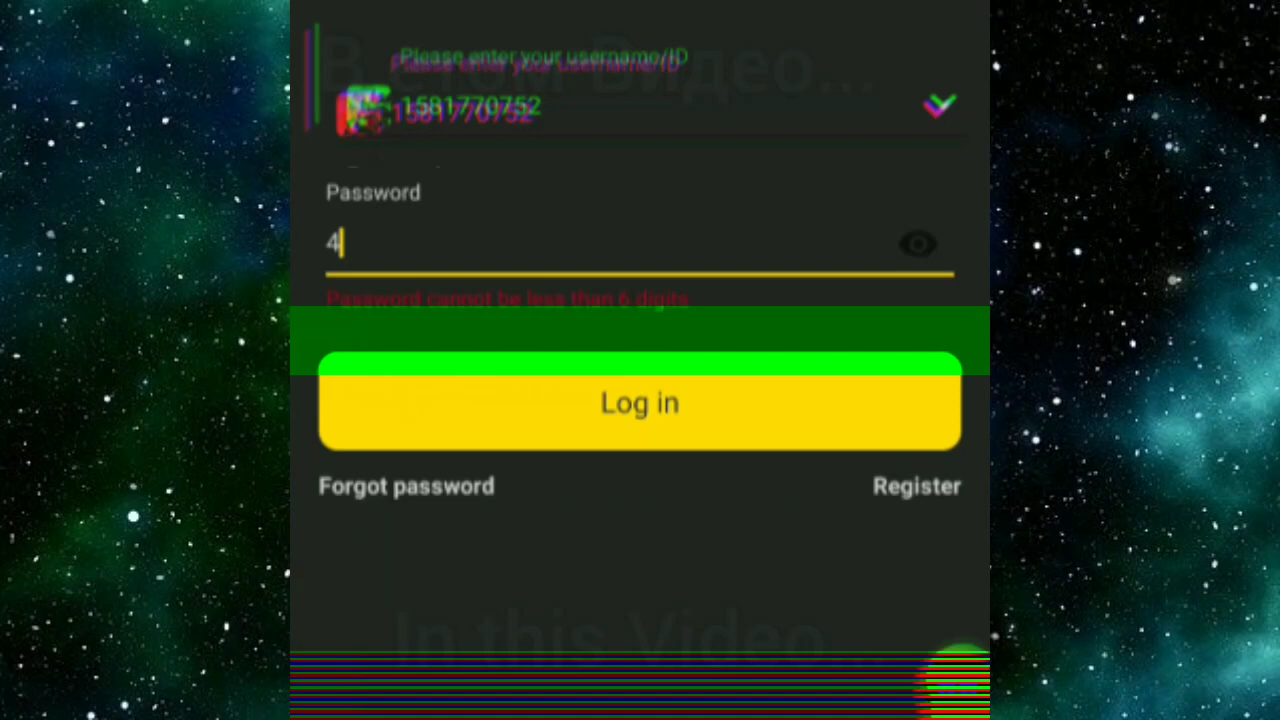 Please enter your username/ID
1581770752
Password
4
Password cannot be less than 6 digits
Log in
Forgot password
Register
In this Video